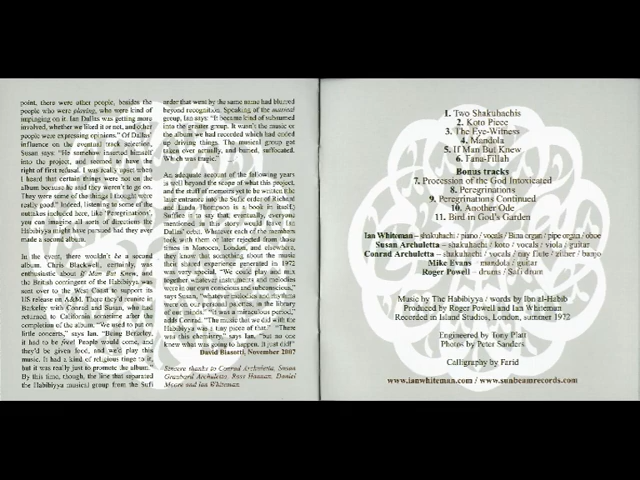 point, there were other people, besides the
people who were playing, who were kind of
impinging on it. Ian Dallas was getting more
involved, whether we liked it or not, and other
people were expressing opinions." Of Dallas'
influence on the eventual track selection,
Susan says: "He somehow inserted himself
into the project, and seemed to have the
right of first refusal. I was really upset when
I heard that certain things were not on the
album because he said they weren't to go on.
They were some of the things I thought were
really good." Indeed, listening to some of the
outtakes included here, like 'Peregrinations',
you can imagine all sorts of directions the
Habibiyya might have pursued had they ever
made a second album.
In the event, there wouldn't be a second
album. Chris Blackwell, certainly, was
enthusiastic about If Man But Knew, and
the British contingent of the Habibiyya was
sent over to the West Coast to support its
US release on A&M. There they'd reunite in
Berkeley with Conrad and Susan, who had
returned to California sometime after the
completion of the album. "We used to put on
little concerts," says Ian. "Being Berkeley,
it had to be free! People would come, and
they'd be given food, and we'd play this
music. It had a kind of religious tinge to it,
but it was really just to promote the album."
By this time, though, the line that separated
the Habibiyya musical group from the Sufi
order that went by the same name had blurred
beyond recognition. Speaking of the musical
group, Ian says: "It became kind of subsumed
into the greater group. It wasn't the music or
the album we had recorded which had ended
up driving things. The musical group got
taken over totally, and buried, suffocated.
Which was tragic."
An adequate account of the following years
is well beyond the scope of what this project,
and the stuff of memoirs yet to be written (the
later entrance into the Sufic order of Richard
and Linda Thompson is a book in itself).
Suffice it to say that eventually, everyone
mentioned in this story would leave Ian
Dallas' orbit. Whatever each of the members
took with them or later rejected from those
times in Morocco, London, and elsewhere,
they know that something about the music
their shared experience generated in 1972
was very special. "We could play and mix
together whatever instruments and melodies
were in our own conscious and subconscious,"
says Susan, "whatever melodies and rhythms
were on our personal palettes, in the library
of our minds." "It was a miraculous period,"
adds Conrad. "The music that we did with the
Habibiyya was a tiny piece of that." "There
was this chemistry," says Ian, "but no one
knew what was going to happen, it just did!"
David Biasotti, November 2007
Sincere thanks to Conrad Archuletta, Susan
Graubard Archuletta, Ross Hannan, Daniel
Moore and Ian Whiteman.
1. Two Shakuhachis
2. Koto Piece
3. The Eye-Witness
4. Mandola
5. If Man But Knew
6. Fana-Fillah
Bonus tracks
7. Procession of the God Intoxicated
8. Peregrinations
9. Peregrinations Continued
10. Another Ode
11. Bird in God's Garden
Ian Whiteman – shakuhachi / piano / vocals / Bina organ / pipe organ / oboe
Susan Archuletta – shakuhachi / koto / vocals / viola / guitar
Conrad Archuletta – shakuhachi / vocals / nay flute / zither / banjo
Mike Evans – mandola / guitar
Roger Powell – drums / Safi drum
Music by The Habibiyya / words by Ibn al-Habib
Produced by Roger Powell and Ian Whiteman
Recorded in Island Studios, London, summer 1972
Engineered by Tony Platt
Photos by Peter Sanders
Calligraphy by Farid
www.ianwhiteman.com / www.sunbeamrecords.com